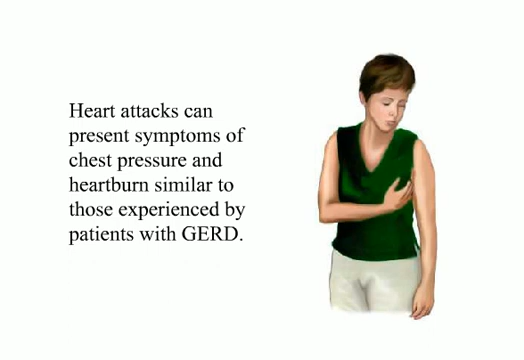 Heart attacks can
present symptoms of
chest pressure and
heartburn similar to
those experienced by
patients with GERD.